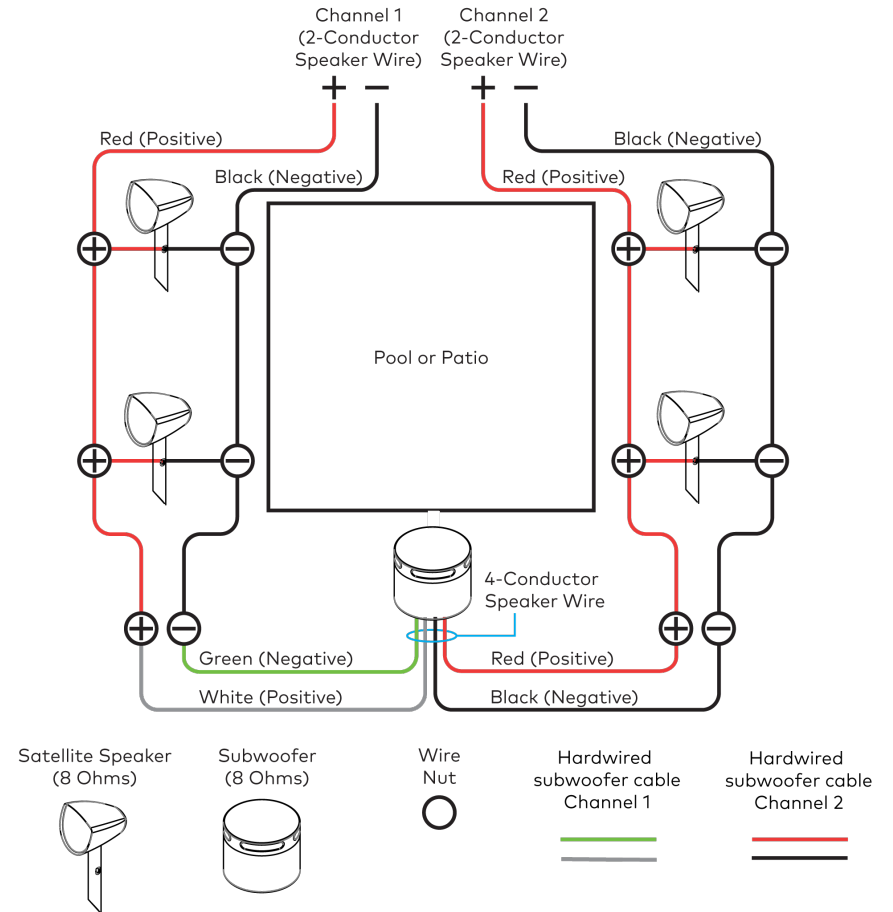 Channel 1
(2-Conductor
Speaker Wire)
Channel 2
(2-Conductor
Speaker Wire)
+ −
+ −
Red (Positive)
Black (Negative)
Black (Negative)
Red (Positive)
+ −
+ −
Pool or Patio
+ −
+ −
4-Conductor
Speaker Wire
+ −
+ −
Green (Negative)
Red (Positive)
White (Positive)
Black (Negative)
Satellite Speaker
(8 Ohms)
Subwoofer
(8 Ohms)
Wire
Nut
Hardwired
subwoofer cable
Channel 1
Hardwired
subwoofer cable
Channel 2